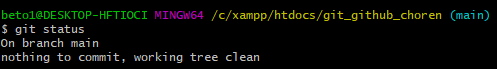 beto1@DESKTOP-HFTIOCI MINGW64 /c/xampp/htdocs/git_github_choren (main)
$ git status
On branch main
nothing to commit, working tree clean